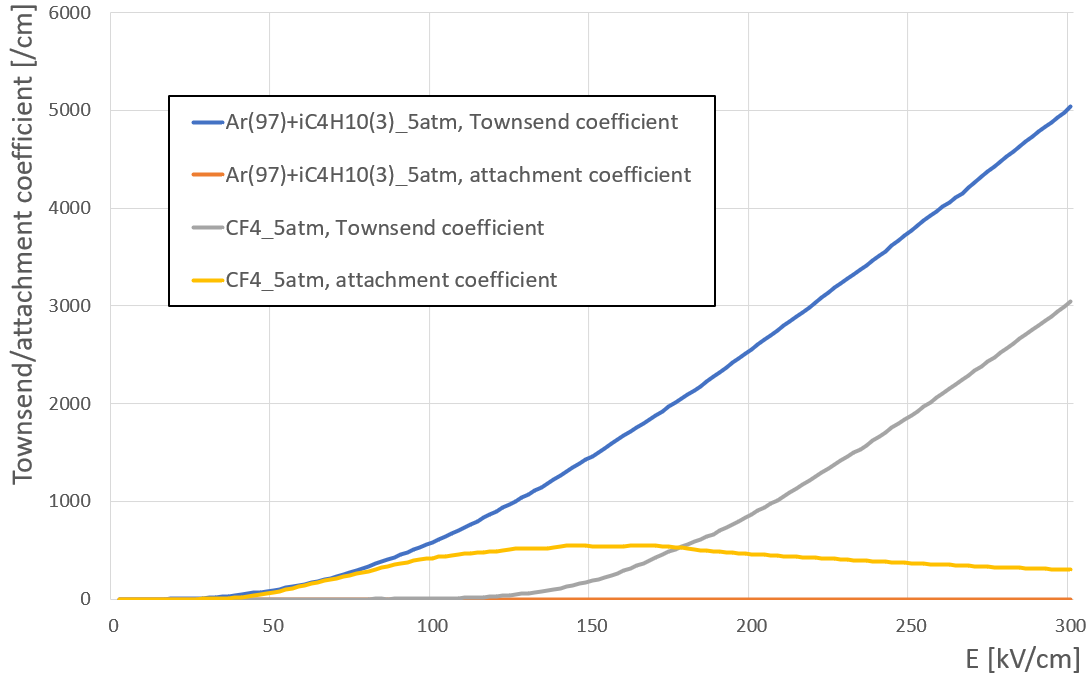 Townsend/attachment coefficient [/cm]
6000
5000
4000
3000
2000
1000
0
Ar(97)+iC4H10(3)_5atm, Townsend coefficient
Ar(97)+iC4H10(3)_5atm, attachment coefficient
CF4_5atm, Townsend coefficient
CF4_5atm, attachment coefficient
0 50 100 150 200 250 300
E [kV/cm]